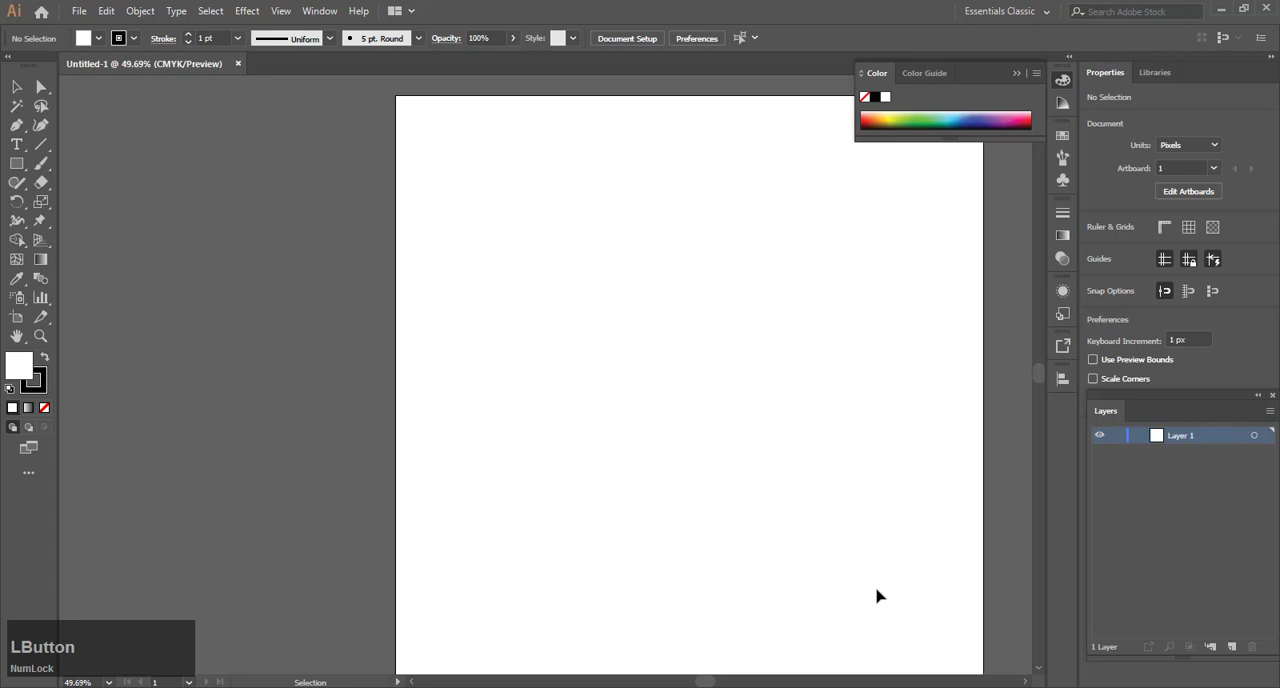 Ai File Edit Object Type Select Effect View Window Help Essentials Classic Search Adobe Stock
No Selection Stroke: 1 pt Uniform 5 pt. Round Opacity: 100% Style: Document Setup Preferences
Untitled-1 @ 49.69% (CMYK/Preview)
Color Color Guide
Properties Libraries
No Selection
Document
Units: Pixels
Artboard: 1
Edit Artboards
Ruler & Grids
Guides
Snap Options
Preferences
Keyboard Increment: 1 px
Use Preview Bounds
Scale Corners
Layers
Layer 1
LButton
NumLock
1 Layer
49.69% 1 Selection